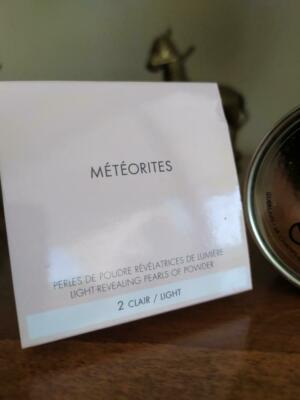 MÉTÉORITES
PERLES DE POUDRE RÉVÉLATRICES DE LUMIÈRE
LIGHT-REVEALING PEARLS OF POWDER
2 CLAIR / LIGHT